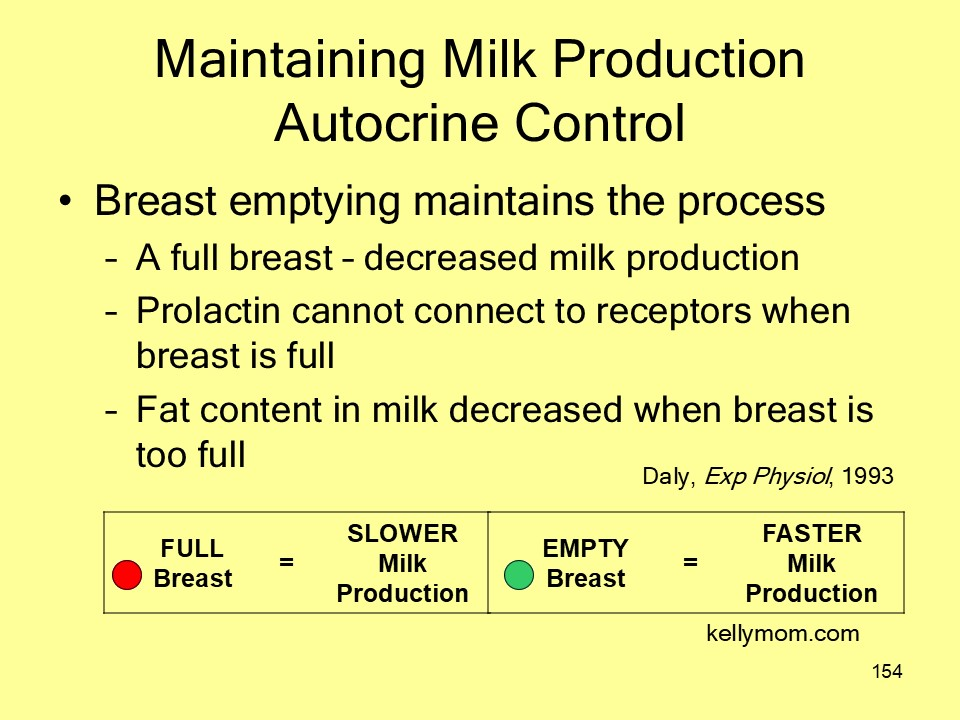 Maintaining Milk Production
Autocrine Control
• Breast emptying maintains the process
– A full breast – decreased milk production
– Prolactin cannot connect to receptors when
breast is full
– Fat content in milk decreased when breast is
too full
Daly, Exp Physiol, 1993
FULL
Breast
=
SLOWER
Milk
Production
EMPTY
Breast
=
FASTER
Milk
Production
kellymom.com
154